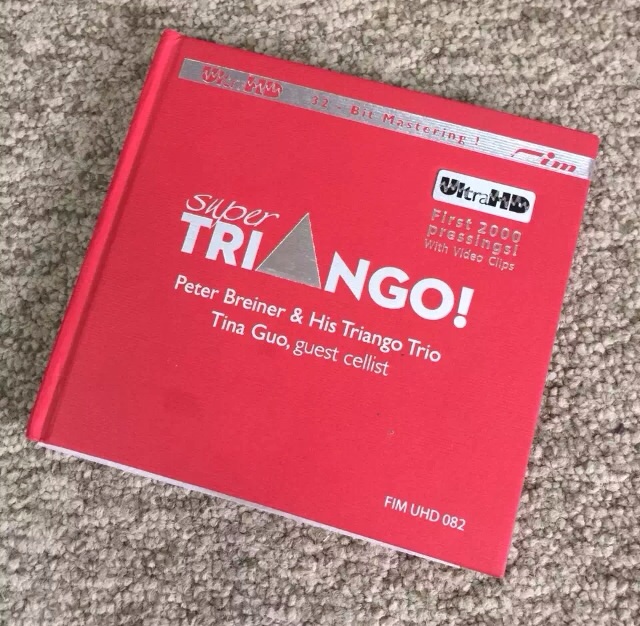 UltraHD 32 - Bit Mastering! fim
UltraHD
First 2000
pressings!
With Video Clips
super
TRIANGO!
Peter Breiner & His Triango Trio
Tina Guo, guest cellist
FIM UHD 082